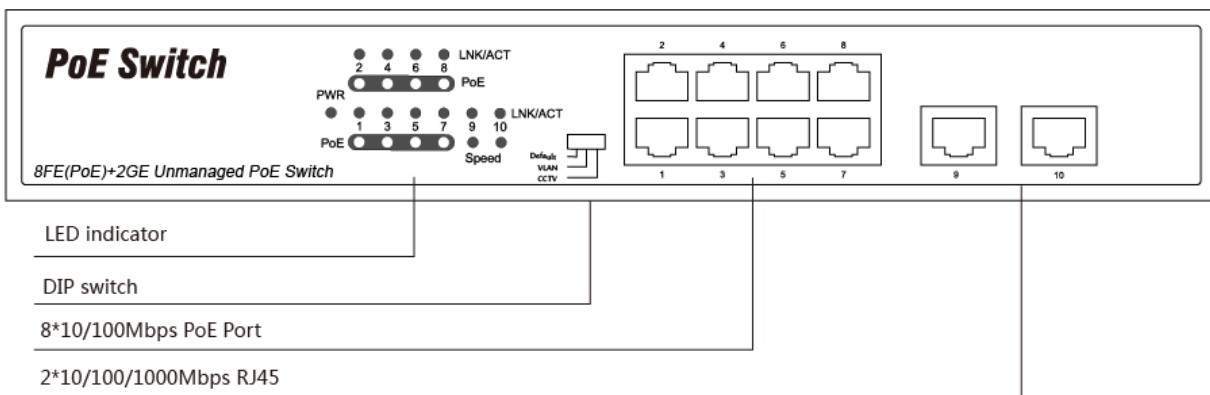 PoE Switch
LNK/ACT
2 4 6 8
PoE
PWR
LNK/ACT
1 3 5 7 9 10
PoE
Speed
Default
VLAN
CCTV
8FE(PoE)+2GE Unmanaged PoE Switch
2 4 6 8
1 3 5 7
9 10
LED indicator
DIP switch
8*10/100Mbps PoE Port
2*10/100/1000Mbps RJ45